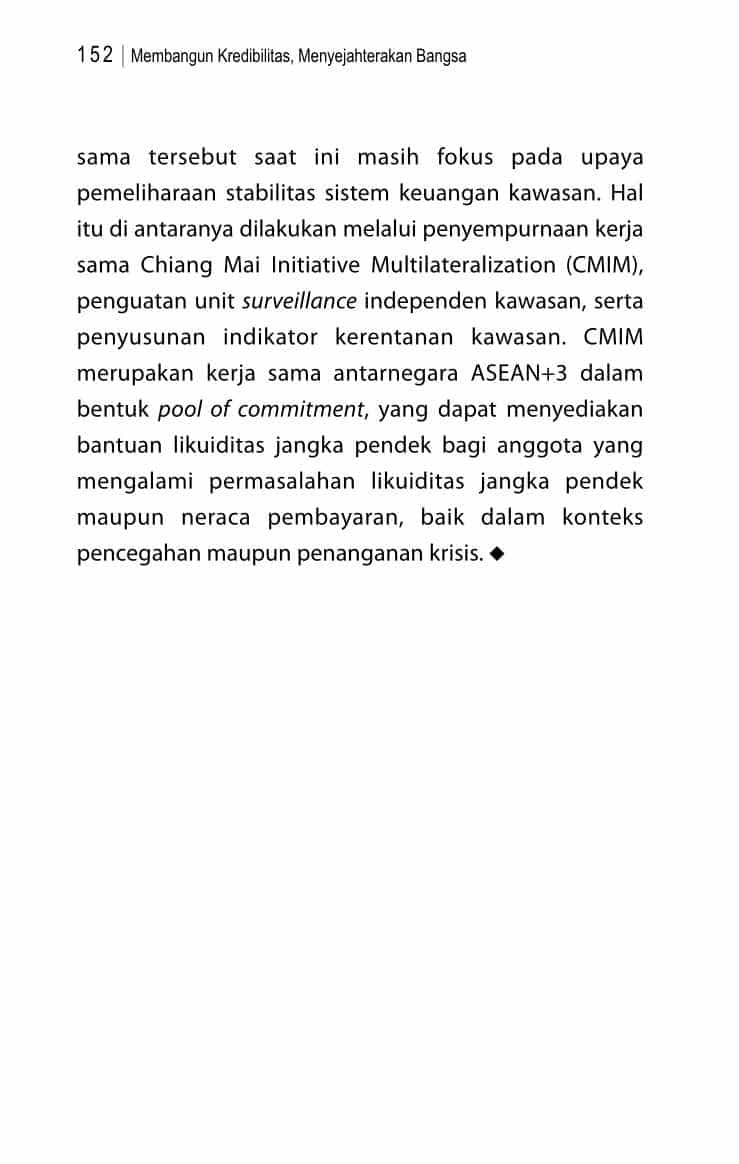 152 | Membangun Kredibilitas, Menyejahterakan Bangsa
sama tersebut saat ini masih fokus pada upaya
pemeliharaan stabilitas sistem keuangan kawasan. Hal
itu di antaranya dilakukan melalui penyempurnaan kerja
sama Chiang Mai Initiative Multilateralization (CMIM),
penguatan unit surveillance independen kawasan, serta
penyusunan indikator kerentanan kawasan. CMIM
merupakan kerja sama antarnegara ASEAN+3 dalam
bentuk pool of commitment, yang dapat menyediakan
bantuan likuiditas jangka pendek bagi anggota yang
mengalami permasalahan likuiditas jangka pendek
maupun neraca pembayaran, baik dalam konteks
pencegahan maupun penanganan krisis. ◆